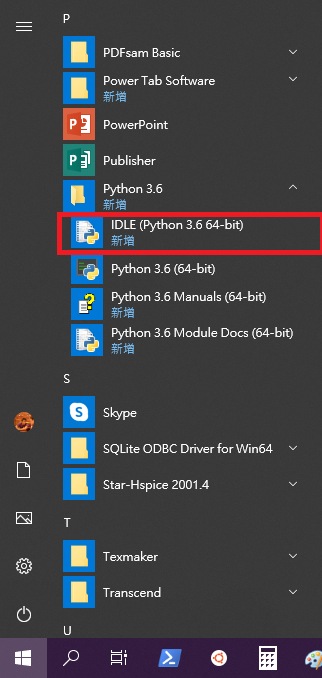 P
PDFsam Basic
Power Tab Software
新增
PowerPoint
Publisher
Python 3.6
新增
IDLE (Python 3.6 64-bit)
新增
Python 3.6 (64-bit)
Python 3.6 Manuals (64-bit)
新增
Python 3.6 Module Docs (64-bit)
新增
S
Skype
SQLite ODBC Driver for Win64
Star-Hspice 2001.4
T
Texmaker
Transcend
U